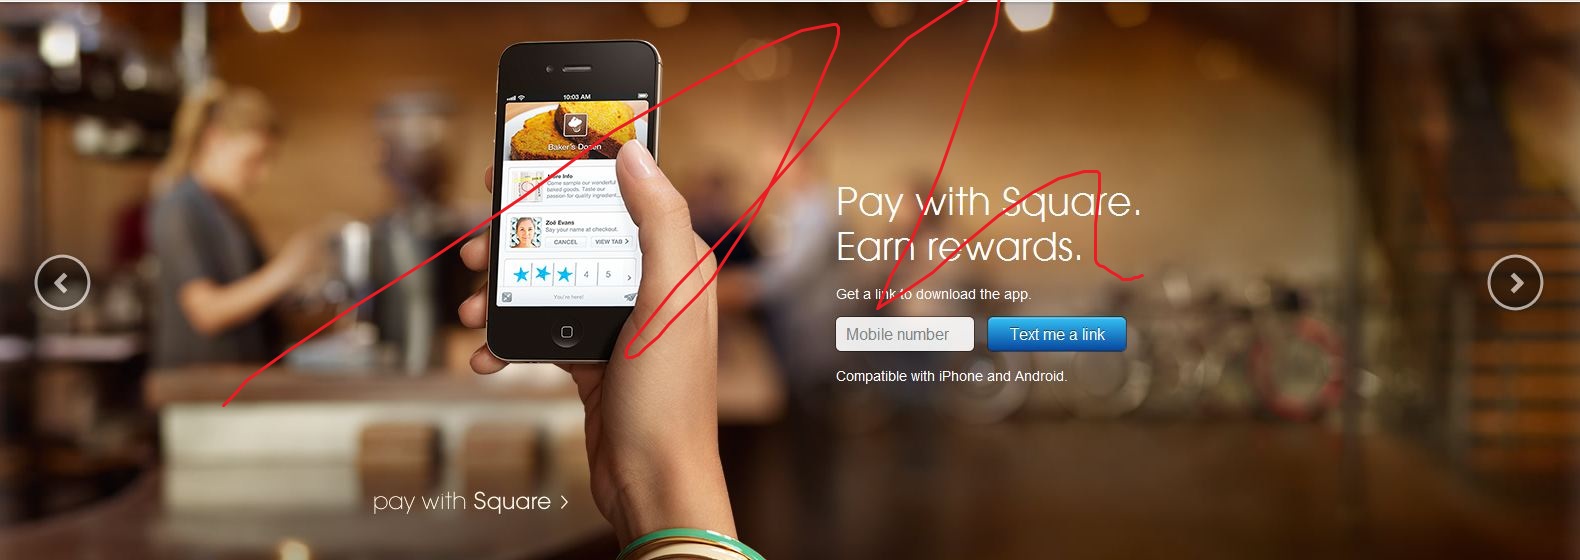 10:03 AM
Baker's Dozen
More Info
Come sample our wonderful
baked goods. Taste our
passion for quality ingredien
Zoë Evans
Say your name at checkout.
CANCEL
VIEW TAB >
4 5
You're here!
Pay with Square.
Earn rewards.
Get a link to download the app.
Mobile number
Text me a link
Compatible with iPhone and Android.
pay with Square >